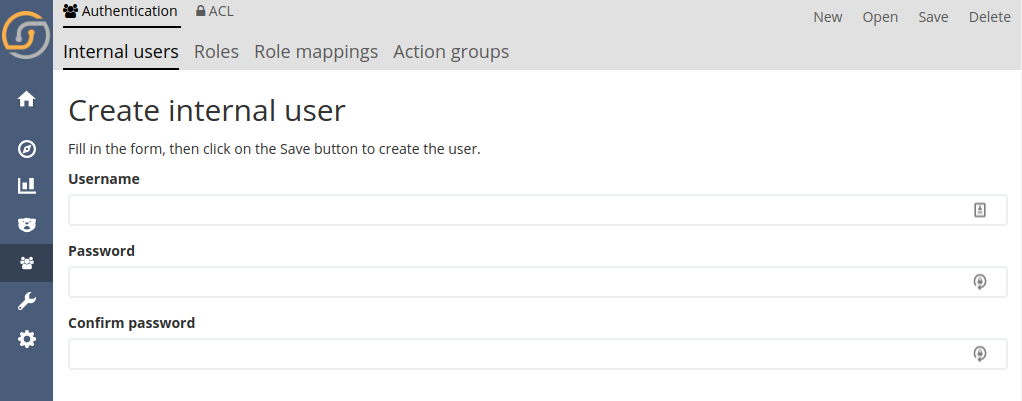 Authentication ACL
New Open Save Delete
Internal users Roles Role mappings Action groups
Create internal user
Fill in the form, then click on the Save button to create the user.
Username
Password
Confirm password